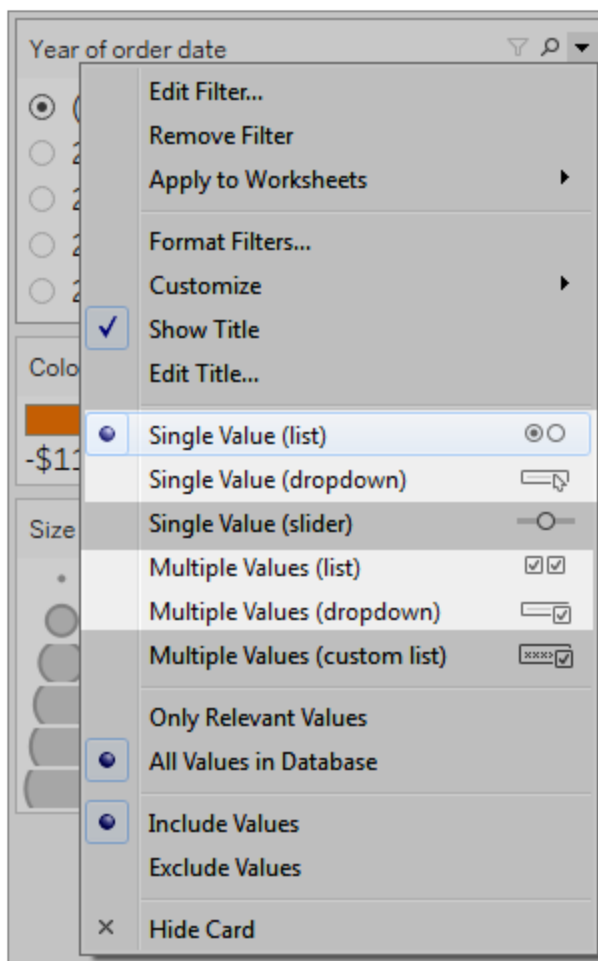 Year of order date
Edit Filter...
Remove Filter
Apply to Worksheets
Format Filters...
Customize
Show Title
Edit Title...
Colo
Single Value (list)
-$11
Single Value (dropdown)
Size
Single Value (slider)
Multiple Values (list)
Multiple Values (dropdown)
Multiple Values (custom list)
Only Relevant Values
All Values in Database
Include Values
Exclude Values
Hide Card